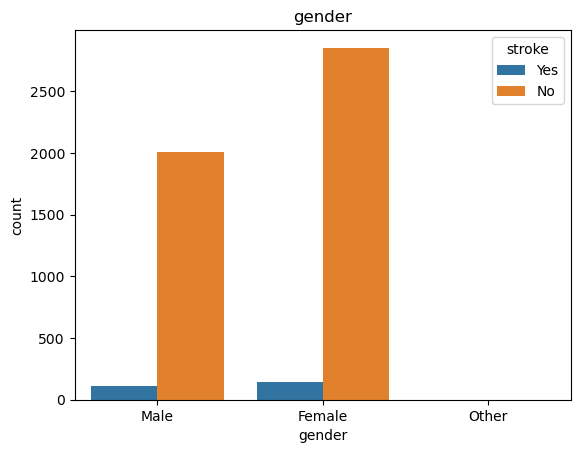 gender
stroke
Yes
No
2500
2000
1500
1000
500
0
count
Male Female Other
gender